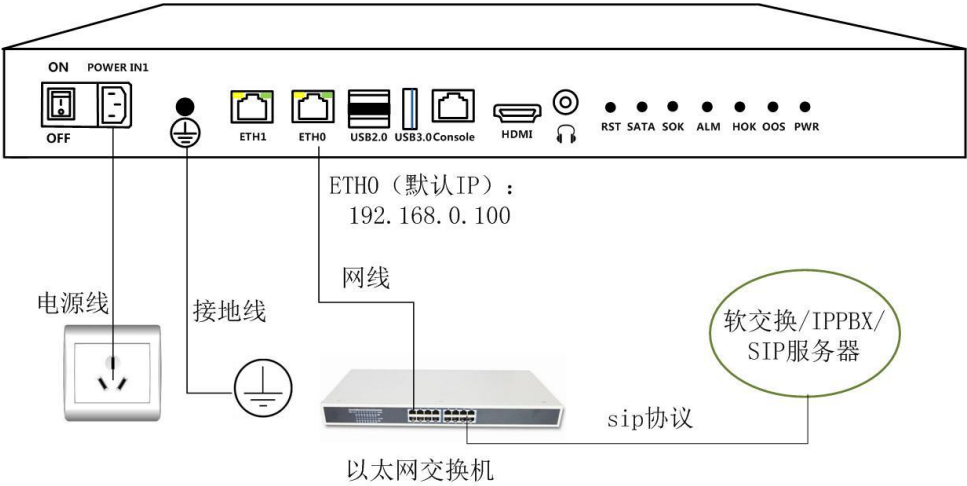 ON POWER IN1
OFF
ETH1 ETH0 USB2.0 USB3.0 Console HDMI
RST SATA SOK ALM HOK OOS PWR
ETH0（默认IP）：
192.168.0.100
网线
电源线
接地线
软交换/IPPBX/
SIP服务器
sip协议
以太网交换机